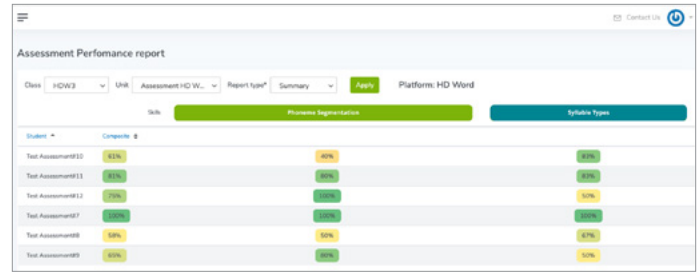 Contact Us
Assessment Perfomance report
Class HDW3 Unit Assessment HD W... Report type* Summary Apply Platform: HD Word
Skills Phoneme Segmentation Syllable Types
Student Composite
Test Assessment#10 61% 40% 83%
Test Assessment#11 81% 80% 83%
Test Assessment#12 75% 100% 50%
Test Assessment#7 100% 100% 100%
Test Assessment#8 58% 50% 67%
Test Assessment#9 65% 80% 50%